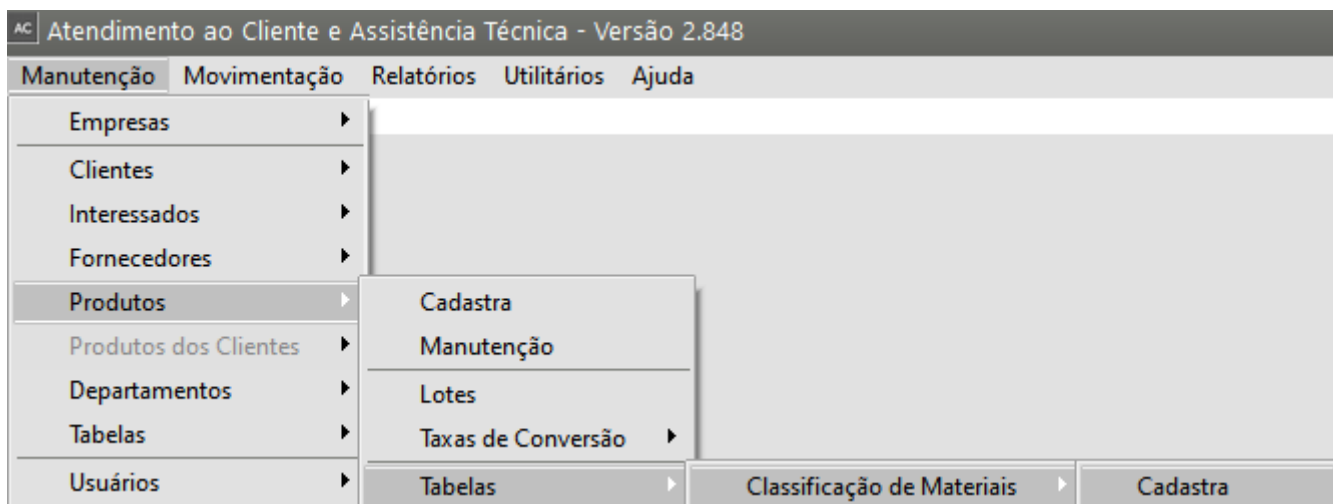 AC Atendimento ao Cliente e Assistência Técnica - Versão 2.848
Manutenção Movimentação Relatórios Utilitários Ajuda
Empresas
Clientes
Interessados
Fornecedores
Produtos
Produtos dos Clientes
Departamentos
Tabelas
Usuários
Cadastra
Manutenção
Lotes
Taxas de Conversão
Tabelas
Classificação de Materiais
Cadastra